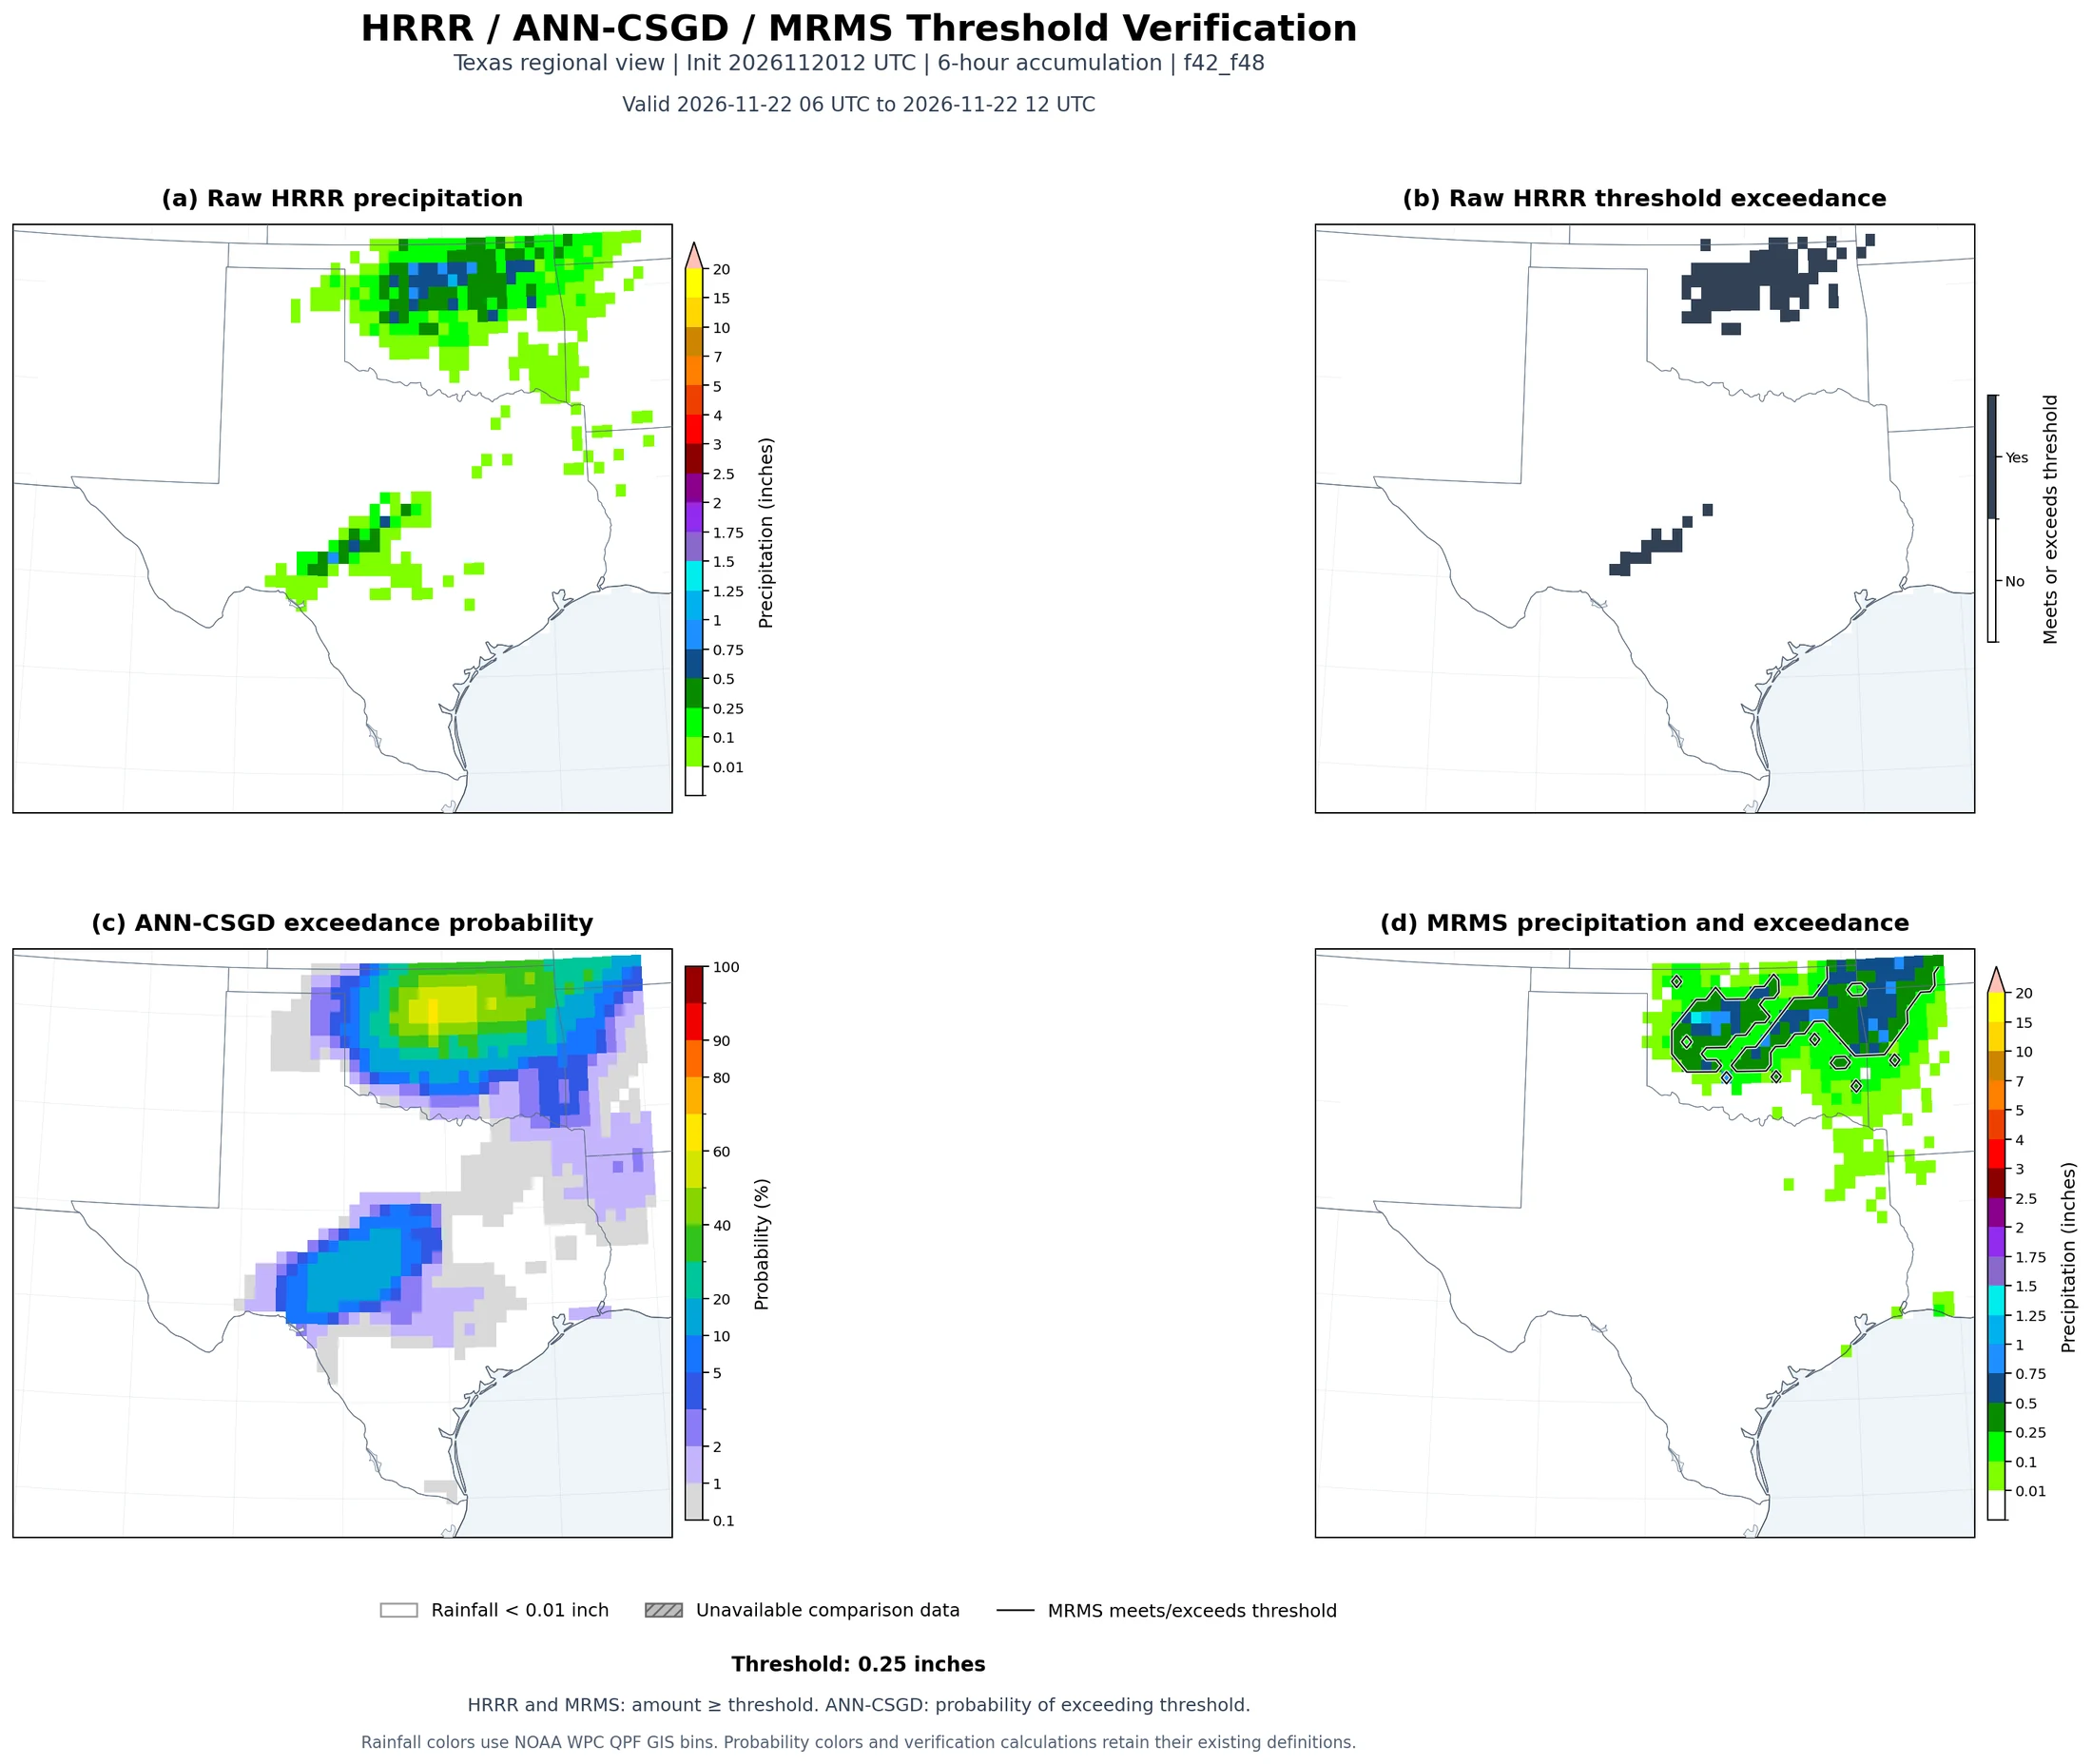 HRRR / ANN-CSGD / MRMS Threshold Verification
Texas regional view | Init 2026112012 UTC | 6-hour accumulation | f42_f48
Valid 2026-11-22 06 UTC to 2026-11-22 12 UTC
(a) Raw HRRR precipitation
20
15
10
7
5
4
3
2.5
2
1.75
1.5
1.25
1
0.75
0.5
0.25
0.1
0.01
Precipitation (inches)
(b) Raw HRRR threshold exceedance
Yes
No
Meets or exceeds threshold
(c) ANN-CSGD exceedance probability
100
90
80
60
40
20
10
5
2
1
0.1
Probability (%)
(d) MRMS precipitation and exceedance
20
15
10
7
5
4
3
2.5
2
1.75
1.5
1.25
1
0.75
0.5
0.25
0.1
0.01
Precipitation (inches)
Rainfall < 0.01 inch
Unavailable comparison data
MRMS meets/exceeds threshold
Threshold: 0.25 inches
HRRR and MRMS: amount ≥ threshold. ANN-CSGD: probability of exceeding threshold.
Rainfall colors use NOAA WPC QPF GIS bins. Probability colors and verification calculations retain their existing definitions.